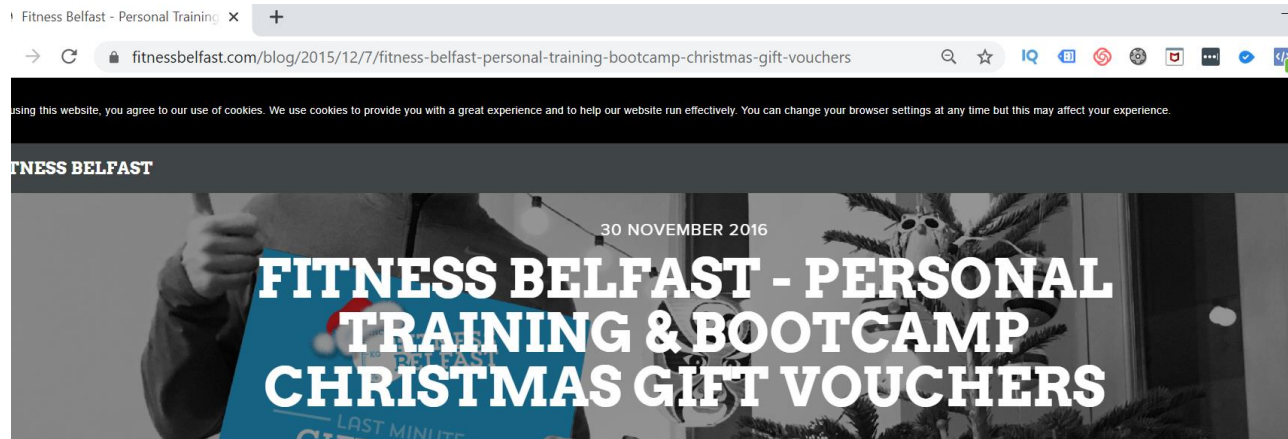 Fitness Belfast - Personal Training
fitnessbelfast.com/blog/2015/12/7/fitness-belfast-personal-training-bootcamp-christmas-gift-vouchers
IQ
using this website, you agree to our use of cookies. We use cookies to provide you with a great experience and to help our website run effectively. You can change your browser settings at any time but this may affect your experience.
TNESS BELFAST
30 NOVEMBER 2016
FITNESS BELFAST - PERSONAL
TRAINING & BOOTCAMP
CHRISTMAS GIFT VOUCHERS
FITNESS
BELFAST
LAST MINUTE